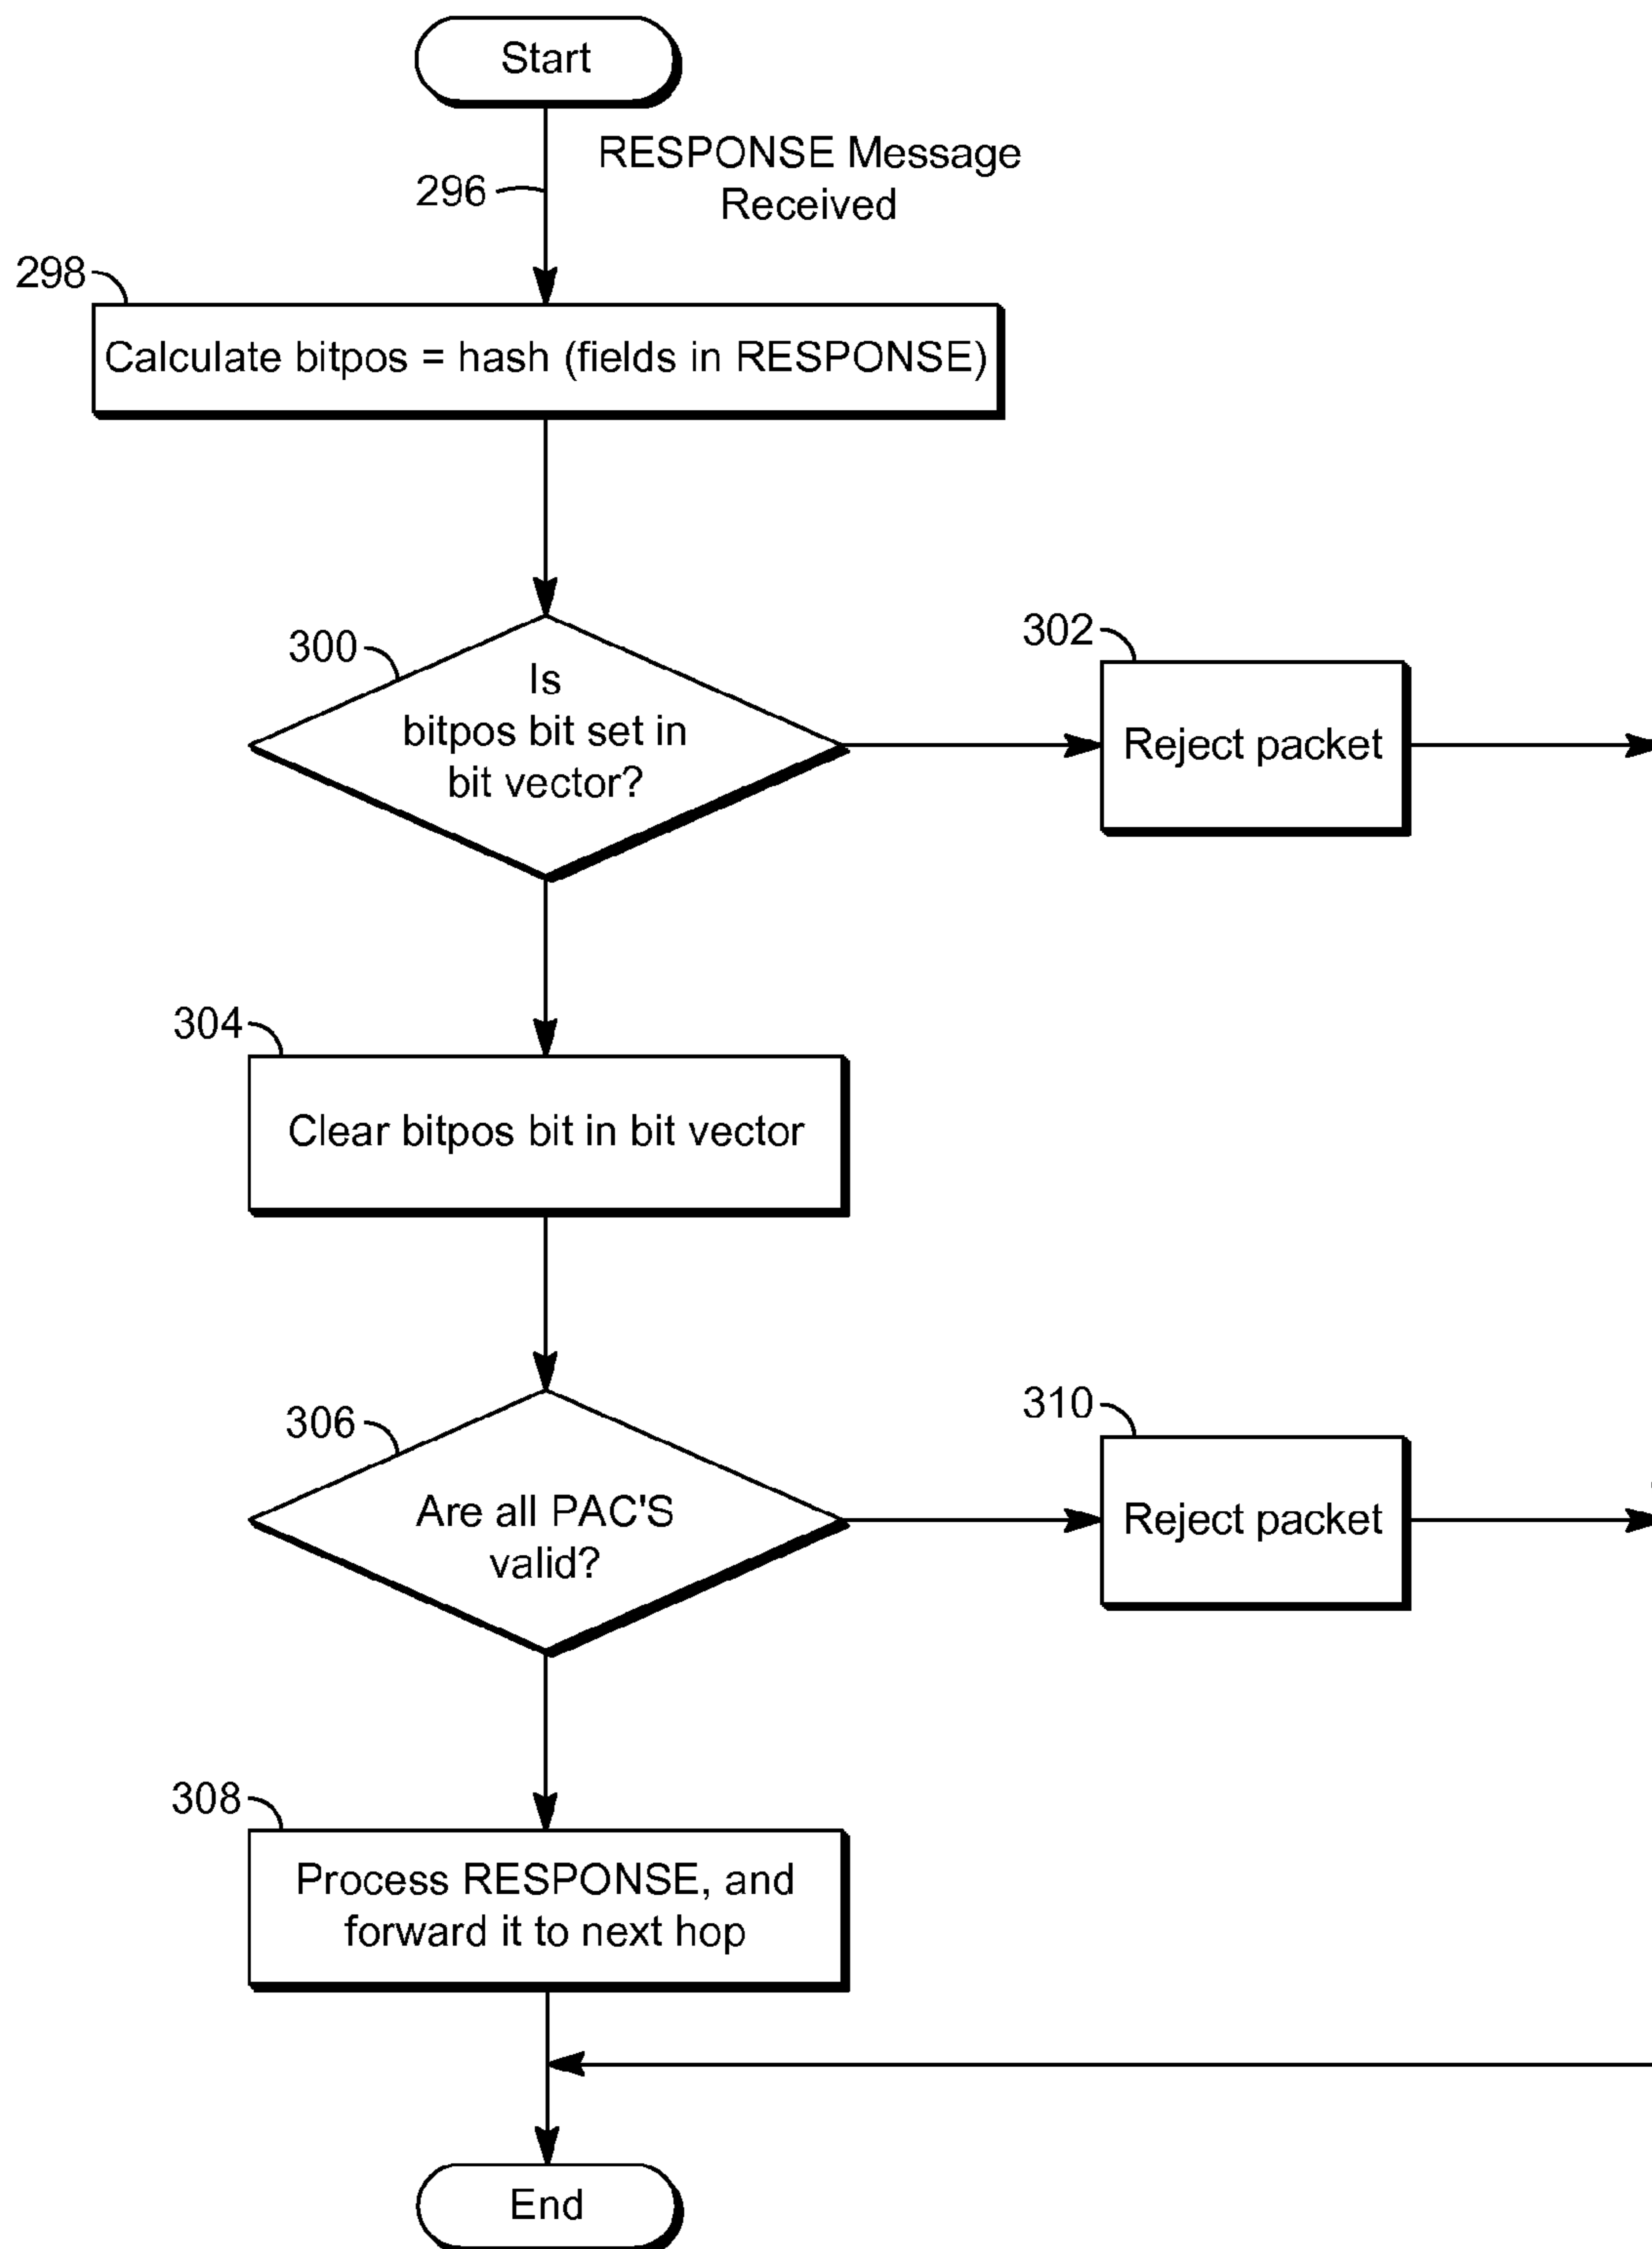 Start
RESPONSE Message
296
Received
298
Calculate bitpos = hash (fields in RESPONSE)
300
Is
bitpos bit set in
bit vector?
302
Reject packet
304
Clear bitpos bit in bit vector
306
Are all PAC'S
valid?
310
Reject packet
308
Process RESPONSE, and
forward it to next hop
End